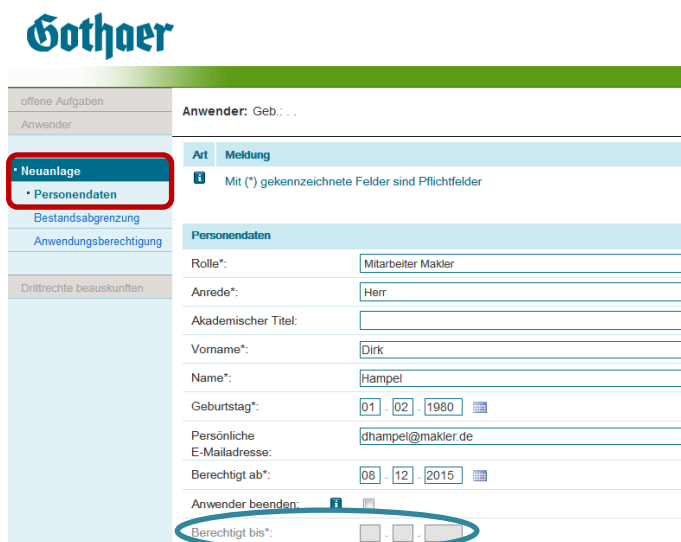 Gothaer
offene Aufgaben
Anwender
Neuanlage
Personendaten
Bestandsabgrenzung
Anwendungsberechtigung
Drittrechte beauskunften
Anwender: Geb.: . .
Art Meldung
i Mit (*) gekennzeichnete Felder sind Pflichtfelder
Personendaten
Rolle*: Mitarbeiter Makler
Anrede*: Herr
Akademischer Titel:
Vorname*: Dirk
Name*: Hampel
Geburtstag*: 01 . 02 . 1980
Persönliche
E-Mailadresse: dhampel@makler.de
Berechtigt ab*: 08 . 12 . 2015
Anwender beenden: i
Berechtigt bis*: . .